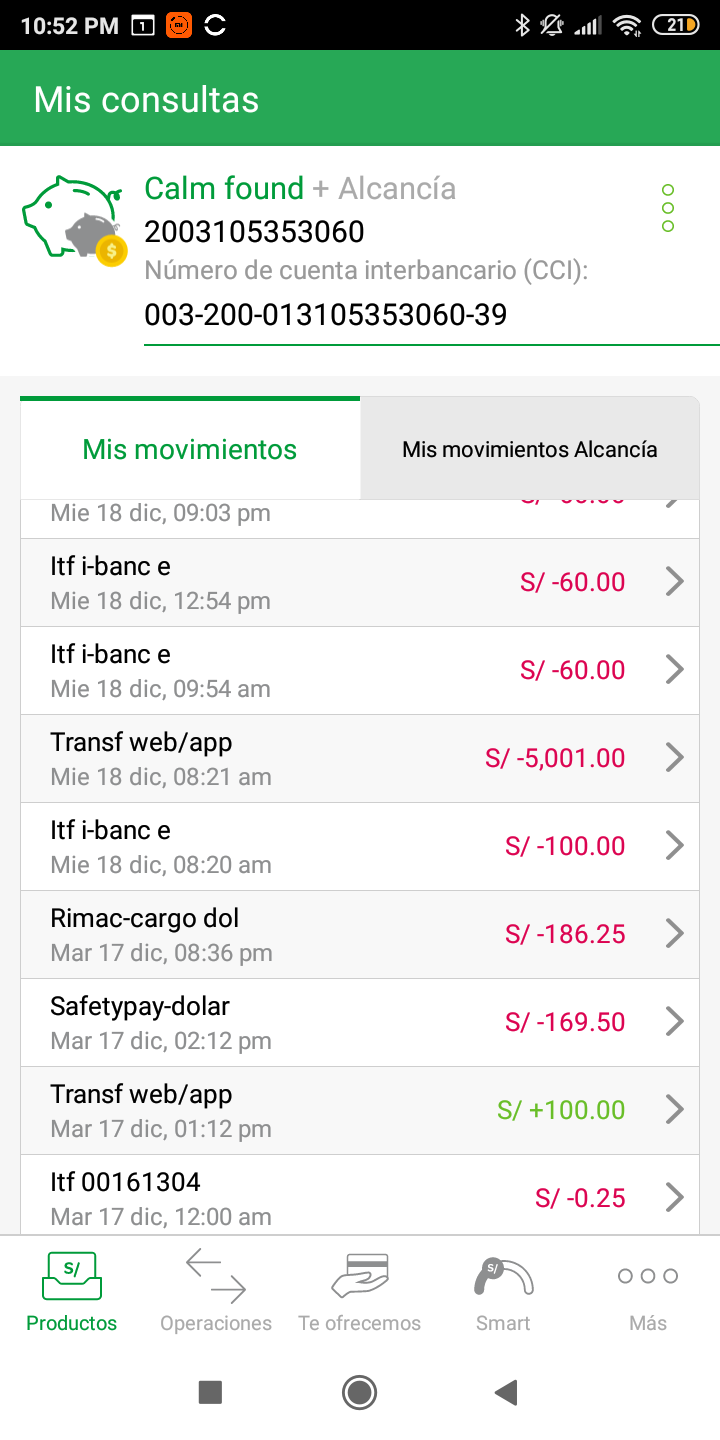 10:52 PM
21
Mis consultas
Calm found + Alcancía
2003105353060
Número de cuenta interbancario (CCI):
003-200-013105353060-39
Mis movimientos
Mis movimientos Alcancía
Mie 18 dic, 09:03 pm
Itf i-banc e
S/ -60.00
Mie 18 dic, 12:54 pm
Itf i-banc e
S/ -60.00
Mie 18 dic, 09:54 am
Transf web/app
S/ -5,001.00
Mie 18 dic, 08:21 am
Itf i-banc e
S/ -100.00
Mie 18 dic, 08:20 am
Rimac-cargo dol
S/ -186.25
Mar 17 dic, 08:36 pm
Safetypay-dolar
S/ -169.50
Mar 17 dic, 02:12 pm
Transf web/app
S/ +100.00
Mar 17 dic, 01:12 pm
Itf 00161304
S/ -0.25
Mar 17 dic, 12:00 am
S/
S/
Productos
Operaciones
Te ofrecemos
Smart
Más